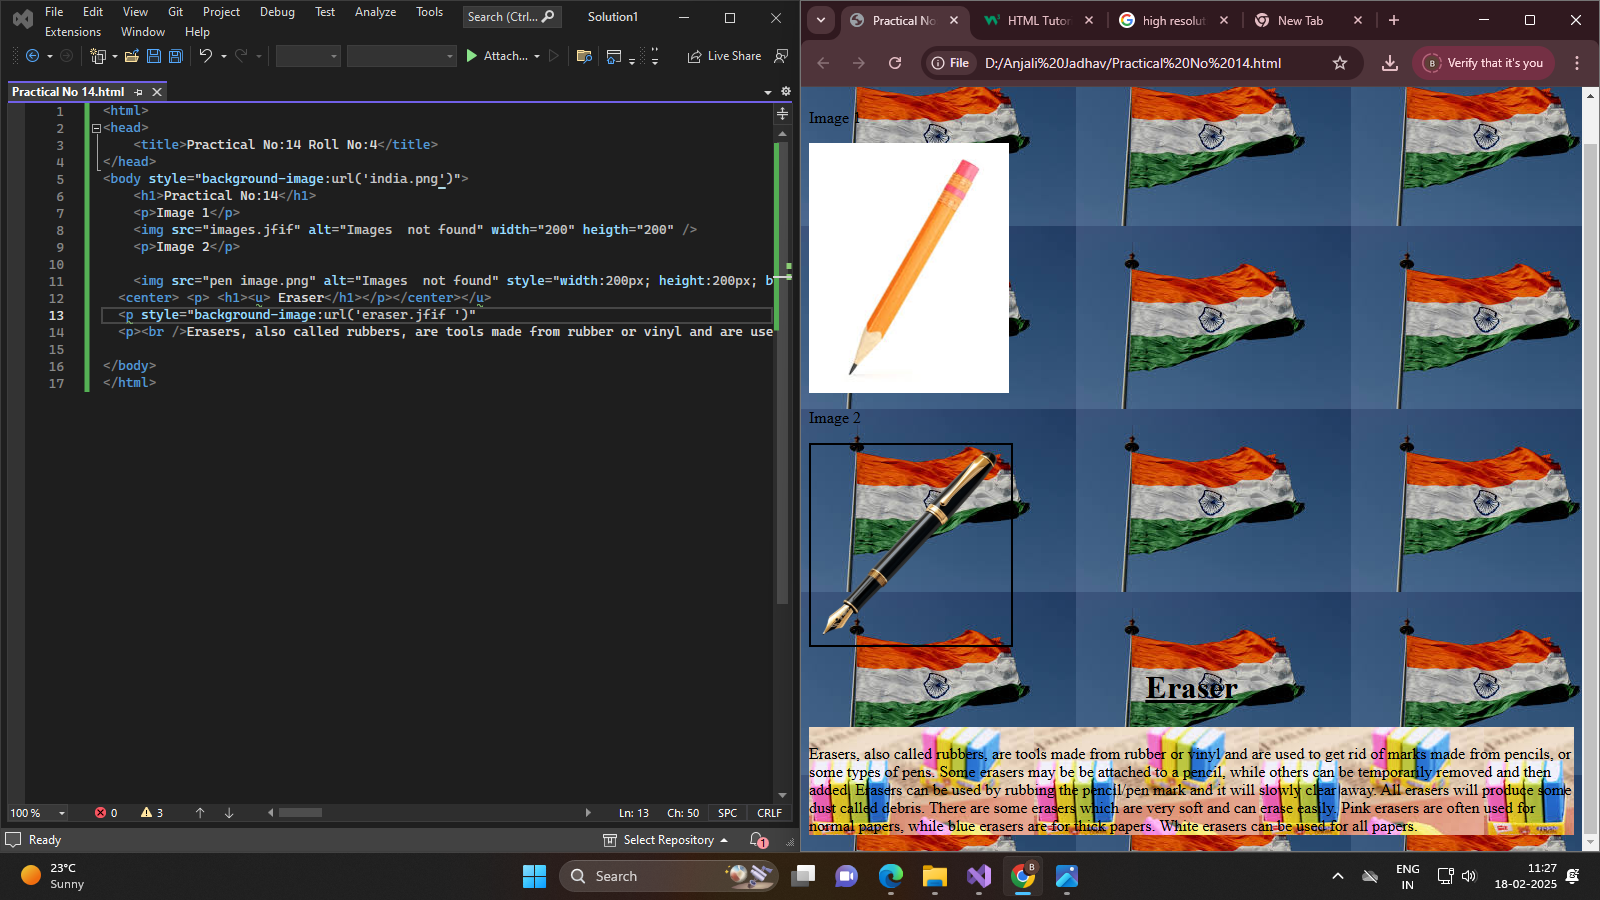 File Edit View Git Project Debug Test Analyze Tools Search (Ctrl... Solution1
Extensions Window Help
Attach... Live Share
Practical No 14.html
1 <html>
2 <head>
3 <title>Practical No:14 Roll No:4</title>
4 </head>
5 <body style="background-image:url('india.png')">
6 <h1>Practical No:14</h1>
7 <p>Image 1</p>
8 <img src="images.jfif" alt="Images  not found" width="200" heigth="200" />
9 <p>Image 2</p>
10
11 <img src="pen image.png" alt="Images  not found" style="width:200px; height:200px; b
12 <center> <p> <h1><u> Eraser</h1></p></center></u>
13 <p style="background-image:url('eraser.jfif ')"
14 <p><br />Erasers, also called rubbers, are tools made from rubber or vinyl and are use
15
16 </body>
17 </html>
100 % 0 3 Ln: 13 Ch: 50 SPC CRLF
Ready Select Repository 1
Practical No HTML Tutor high resolut New Tab
File D:/Anjali%20Jadhav/Practical%20No%2014.html B Verify that it's you
Image 1
Image 2
Eraser
Erasers, also called rubbers, are tools made from rubber or vinyl and are used to get rid of marks made from pencils, or
some types of pens. Some erasers may be be attached to a pencil, while others can be temporarily removed and then
added. Erasers can be used by rubbing the pencil/pen mark and it will slowly clear away. All erasers will produce some
dust called debris. There are some erasers which are very soft and can erase easily. Pink erasers are often used for
normal papers, while blue erasers are for thick papers. White erasers can be used for all papers.
23°C
Sunny
Search
B
ENG
IN
11:27
18-02-2025